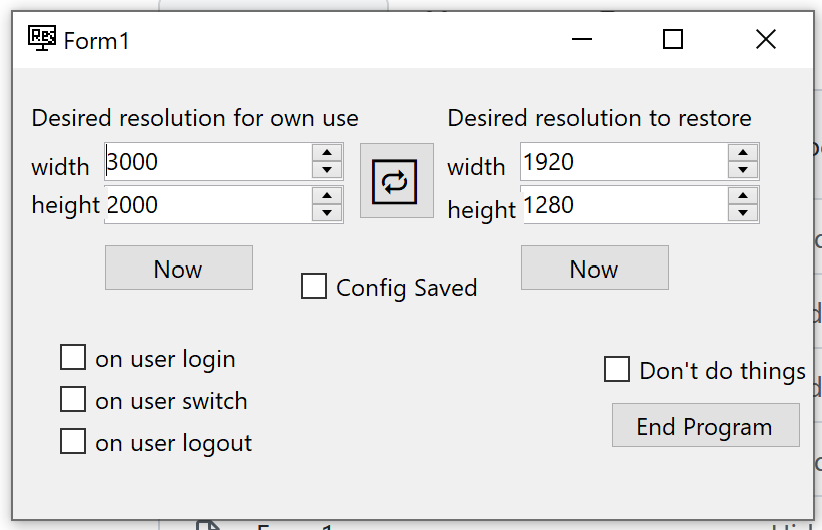 Res Form1
Desired resolution for own use
Desired resolution to restore
width 3000
width 1920
height 2000
height 1280
Now
Now
Config Saved
on user login
on user switch
on user logout
Don't do things
End Program